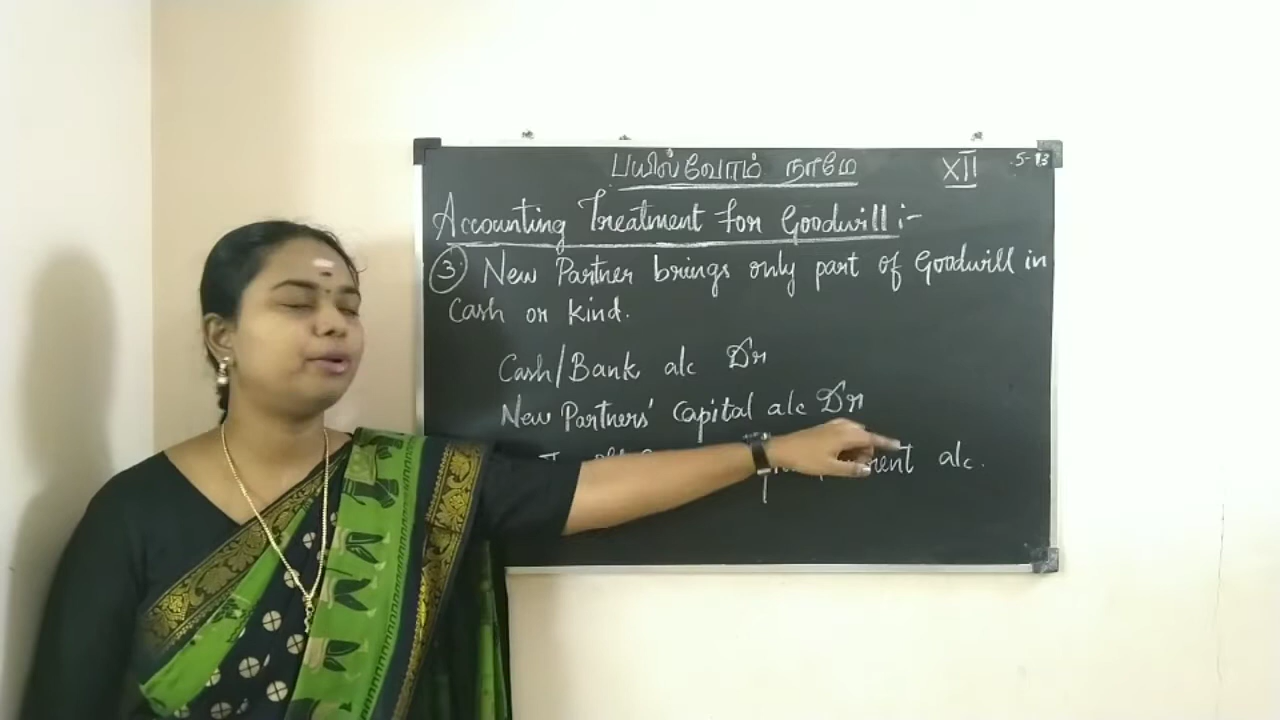 பயில்வோம் நாமே XII 5-13
Accounting Treatment for Goodwill :-
③ New Partner brings only part of Goodwill in
Cash or kind.
Cash/Bank a/c Dr
New Partners' Capital a/c Dr
a/c.